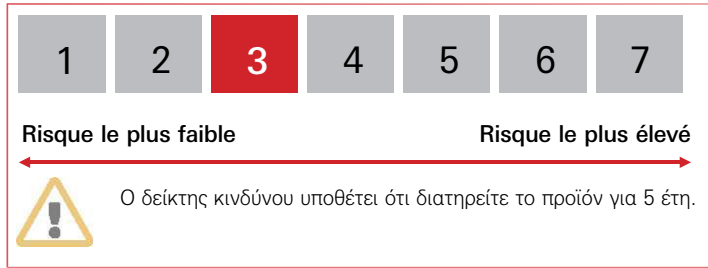 1 2 3 4 5 6 7
Risque le plus faible Risque le plus élevé
Ο δείκτης κινδύνου υποθέτει ότι διατηρείτε το προϊόν για 5 έτη.